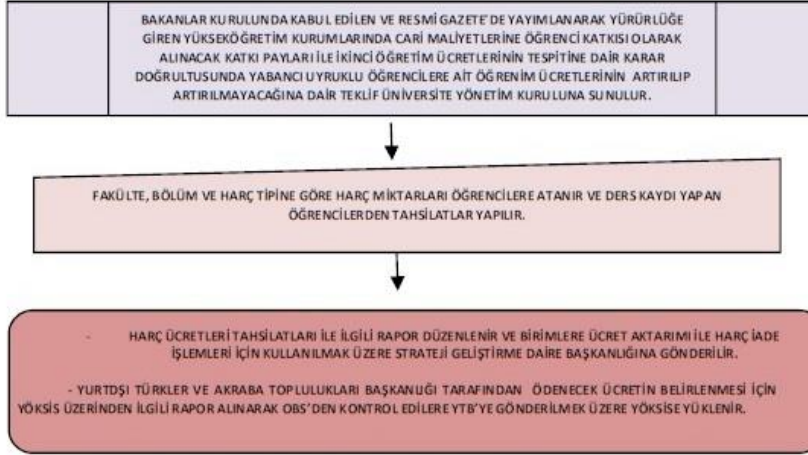 BAKANLAR KURULUNDA KABUL EDİLEN VE RESMİ GAZETE'DE YAYIMLANARAK YÜRÜRLÜĞE
GİREN YÜKSEKÖĞRETİM KURUMLARINDA CARİ MALİYETLERİNE ÖĞRENCİ KATKISI OLARAK
ALINACAK KATKI PAYLARI İLE İKİNCİ ÖĞRETİM ÜCRETLERİNİN TESPİTİNE DAİR KARAR
DOĞRULTUSUNDA YABANCI UYRUKLU ÖĞRENCİLERE AİT ÖĞRENİM ÜCRETLERİNİN ARTIRILIP
ARTIRILMAYACAĞINA DAİR TEKLİF ÜNİVERSİTE YÖNETİM KURULUNA SUNULUR.
FAKÜLTE, BÖLÜM VE HARÇ TİPİNE GÖRE HARÇ MİKTARLARI ÖĞRENCİLERE ATANIR VE DERS KAYDI YAPAN
ÖĞRENCİLERDEN TAHSİLATLAR YAPILIR.
- HARÇ ÜCRETLERİ TAHSİLATLARI İLE İLGİLİ RAPOR DÜZENLENİR VE BİRİMLERE ÜCRET AKTARIMI İLE HARÇ İADE
İŞLEMLERİ İÇİN KULLANILMAK ÜZERE STRATEJİ GELİŞTİRME DAİRE BAŞKANLIĞINA GÖNDERİLİR.
- YURTDŞI TÜRKLER VE AKRABA TOPLULUKLARI BAŞKANLIĞI TARAFINDAN ÖDENECEK ÜCRETİN BELİRLENMESİ İÇİN
YÖKSİS ÜZERİNDEN İLGİLİ RAPOR ALINARAK OBS'DEN KONTROL EDİLERE YTB'YE GÖNDERİLMEK ÜZERE YÖKSİSE YÜKLENİR.